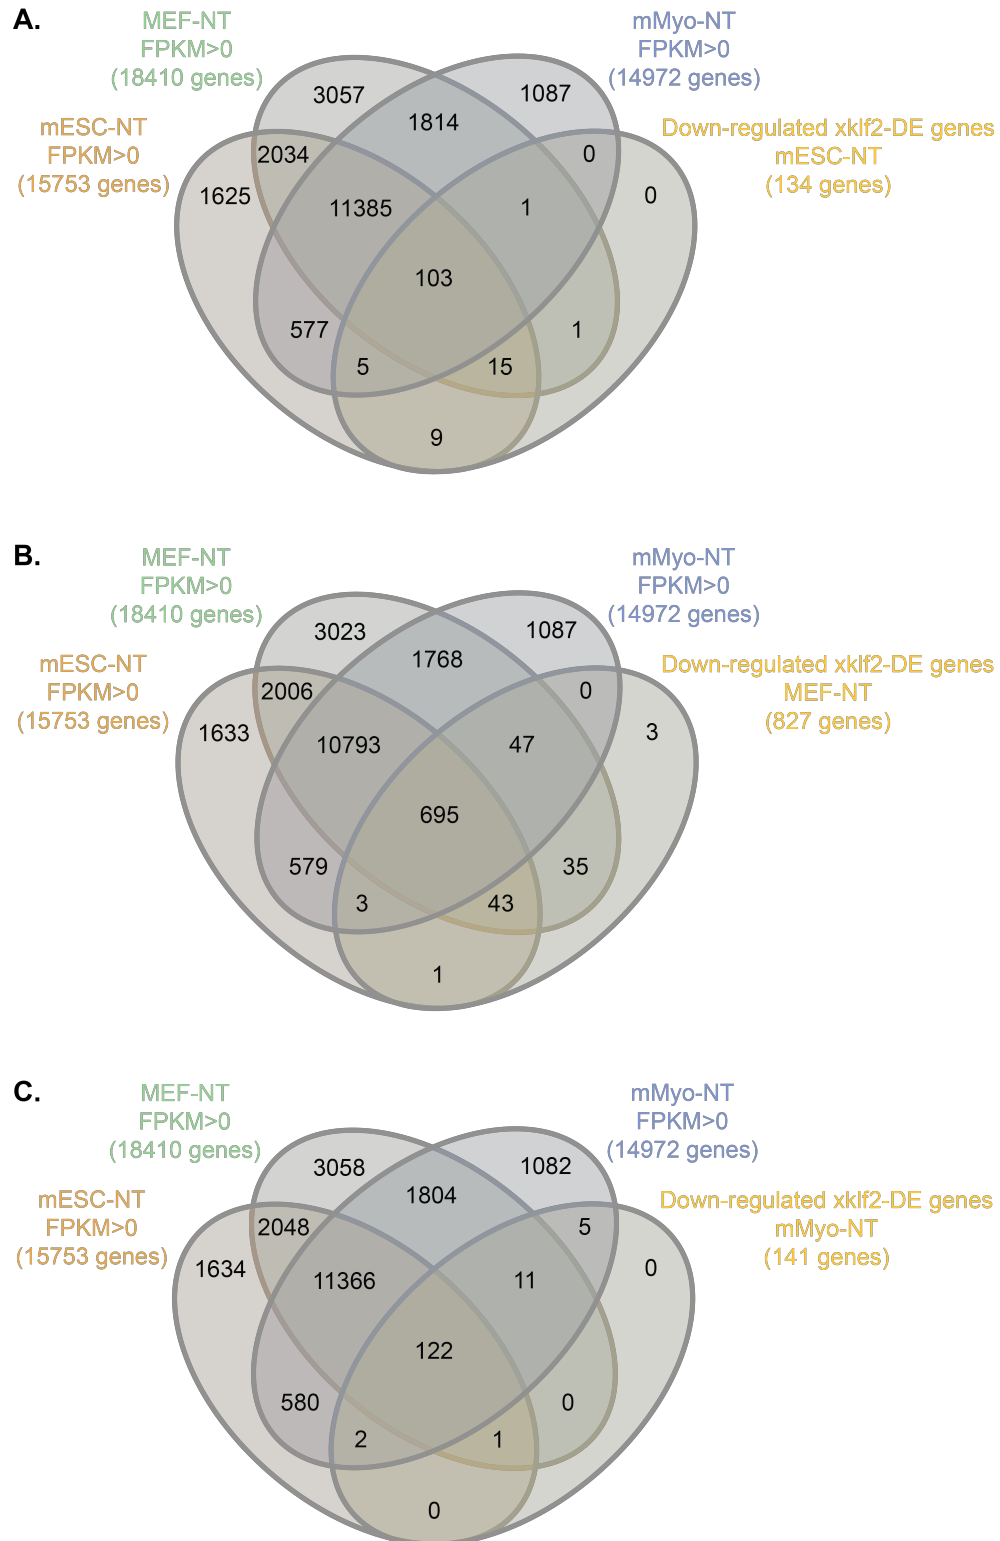 A.
MEF-NT
FPKM>0
(18410 genes)
mMyo-NT
FPKM>0
(14972 genes)
mESC-NT
FPKM>0
(15753 genes)
Down-regulated xklf2-DE genes
mESC-NT
(134 genes)
3057
1814
1087
2034
0
1625
11385
1
0
103
577
1
5
15
9
B.
MEF-NT
FPKM>0
(18410 genes)
mMyo-NT
FPKM>0
(14972 genes)
mESC-NT
FPKM>0
(15753 genes)
Down-regulated xklf2-DE genes
MEF-NT
(827 genes)
3023
1768
1087
2006
0
1633
10793
47
3
695
579
35
3
43
1
C.
MEF-NT
FPKM>0
(18410 genes)
mMyo-NT
FPKM>0
(14972 genes)
mESC-NT
FPKM>0
(15753 genes)
Down-regulated xklf2-DE genes
mMyo-NT
(141 genes)
3058
1804
1082
2048
5
1634
11366
11
0
122
580
0
2
1
0